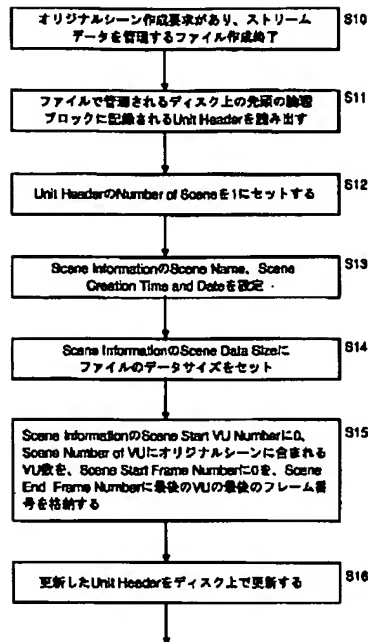 オリジナルシーン作成要求があり、ストリーム
データを管理するファイル作成終了
S10
ファイルで管理されるディスク上の先頭の論理
ブロックに記録されるUnit Headerを読み出す
S11
Unit HeaderのNumber of Sceneを1にセットする
S12
Scene InformationのScene Name、Scene
Creation Time and Dateを設定
S13
Scene InformationのScene Data Sizeに
ファイルのデータサイズをセット
S14
Scene InformationのScene Start VU Numberに0、
Scene Number of VUにオリジナルシーンに含まれる
VU数を、Scene Start Frame Numberに0を、Scene
End Frame Numberに最後のVUの最後のフレーム番
号を格納する
S15
更新したUnit Headerをディスク上で更新する
S16